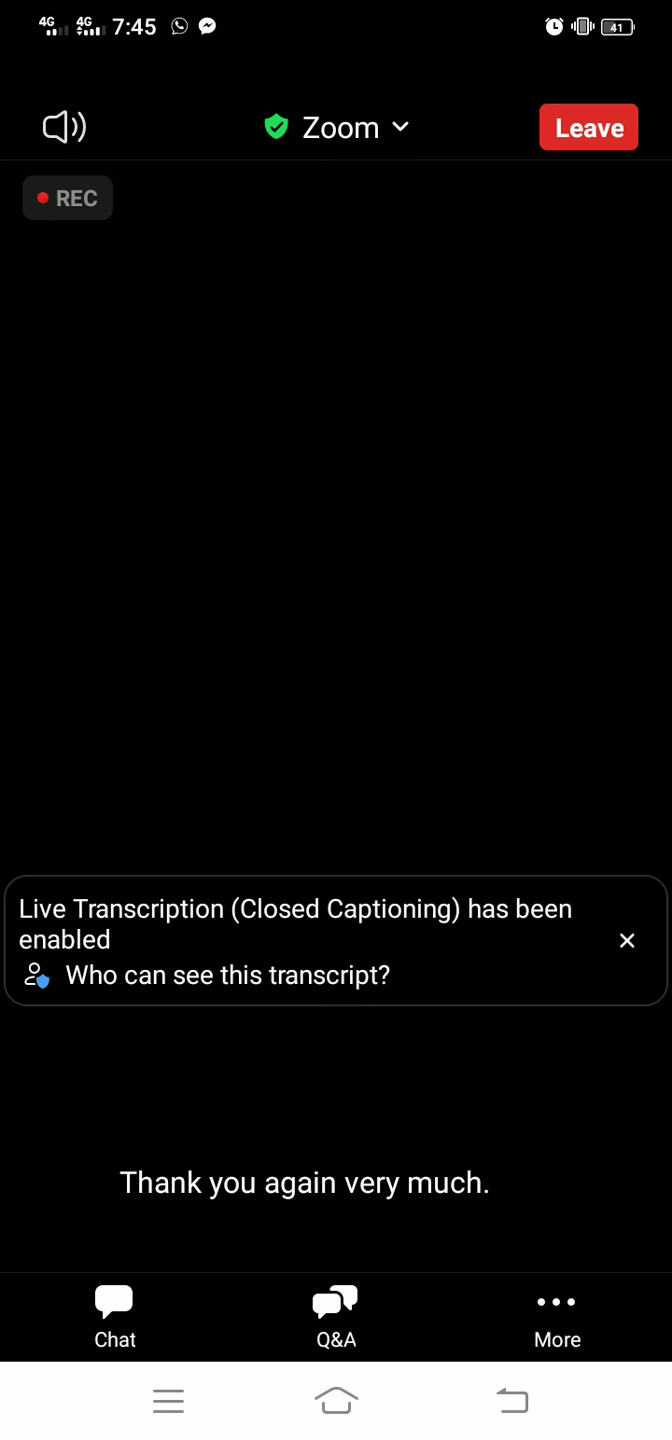 4G 4G 7:45 41
Zoom Leave
REC
Live Transcription (Closed Captioning) has been
enabled
Who can see this transcript?
Thank you again very much.
Chat Q&A More